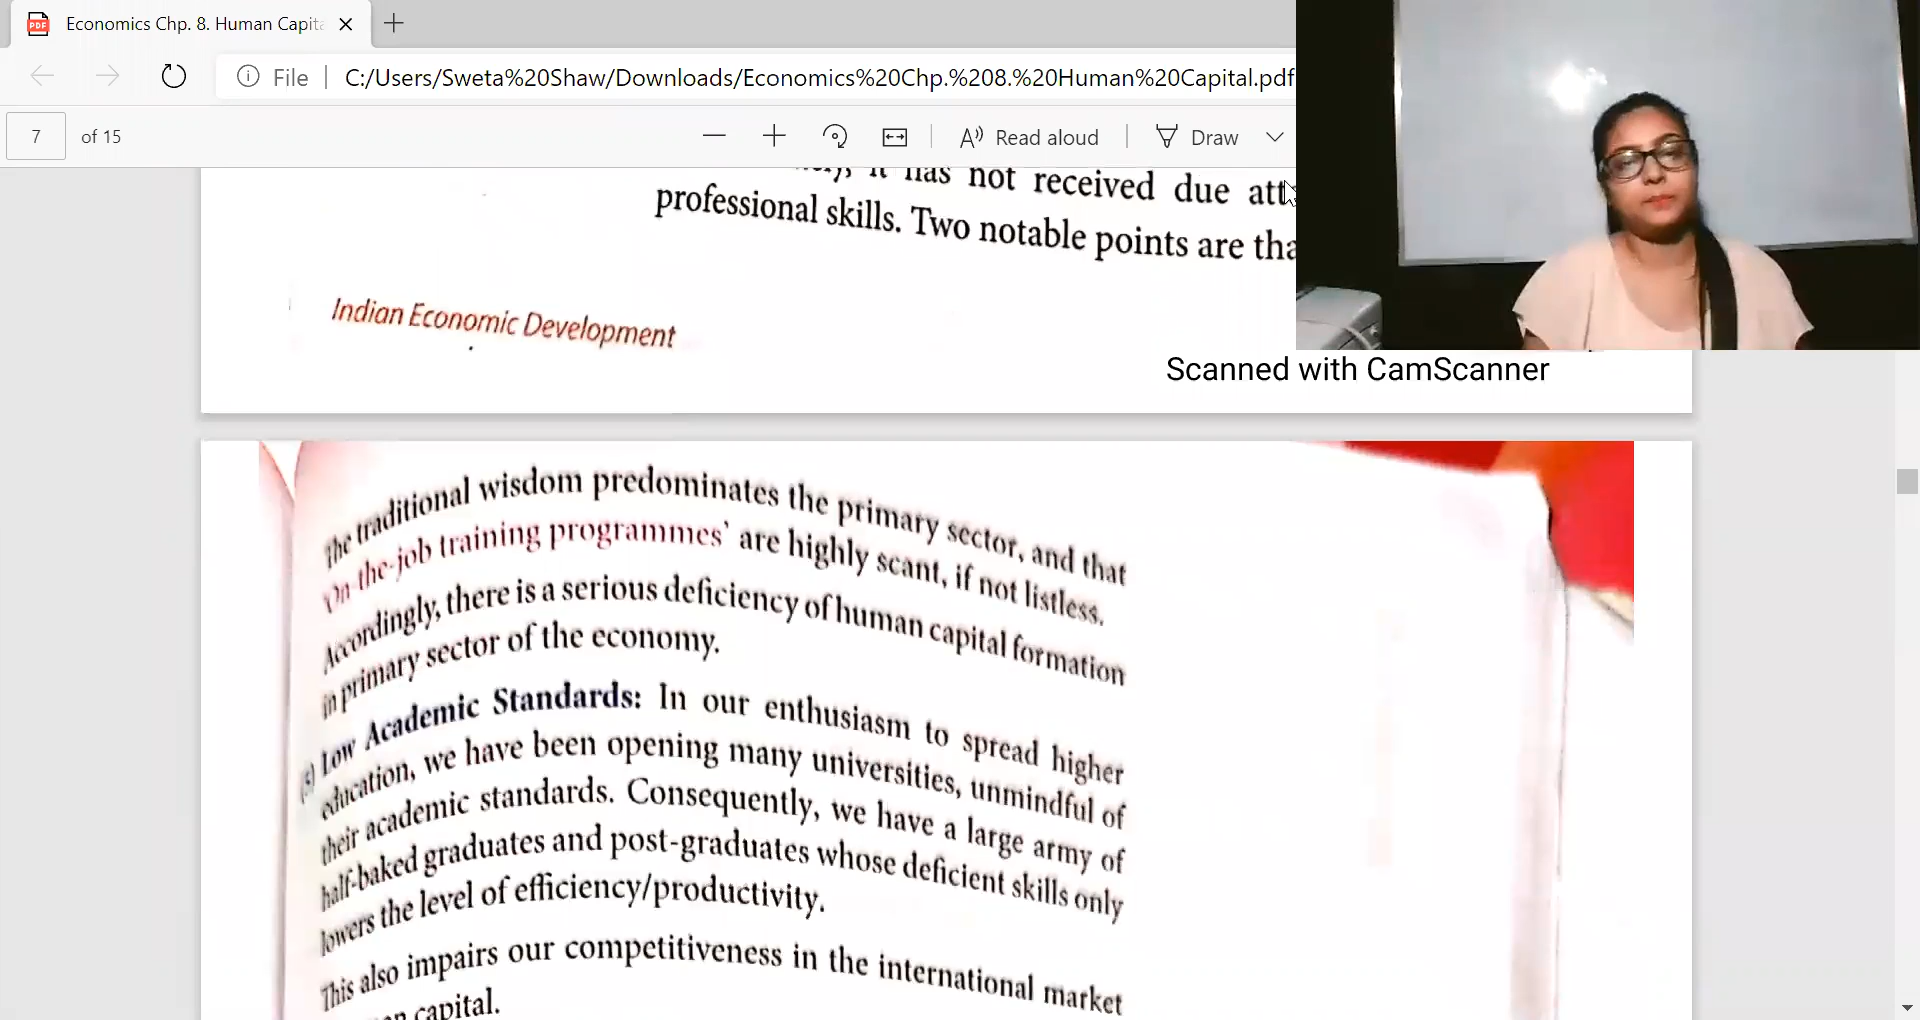 Economics Chp. 8. Human Capita
File
C:/Users/Sweta%20Shaw/Downloads/Economics%20Chp.%208.%20Human%20Capital.pdf
7 of 15
Read aloud
Draw
it has not received due att
professional skills. Two notable points are tha
Indian Economic Development
Scanned with CamScanner
The traditional wisdom predominates the primary sector, and that
'On-the-job training programmes' are highly scant, if not listless.
Accordingly, there is a serious deficiency of human capital formation
in primary sector of the economy.
Low Academic Standards: In our enthusiasm to spread higher
education, we have been opening many universities, unmindful of
their academic standards. Consequently, we have a large army of
half-baked graduates and post-graduates whose deficient skills only
lowers the level of efficiency/productivity.
This also impairs our competitiveness in the international market
capital.